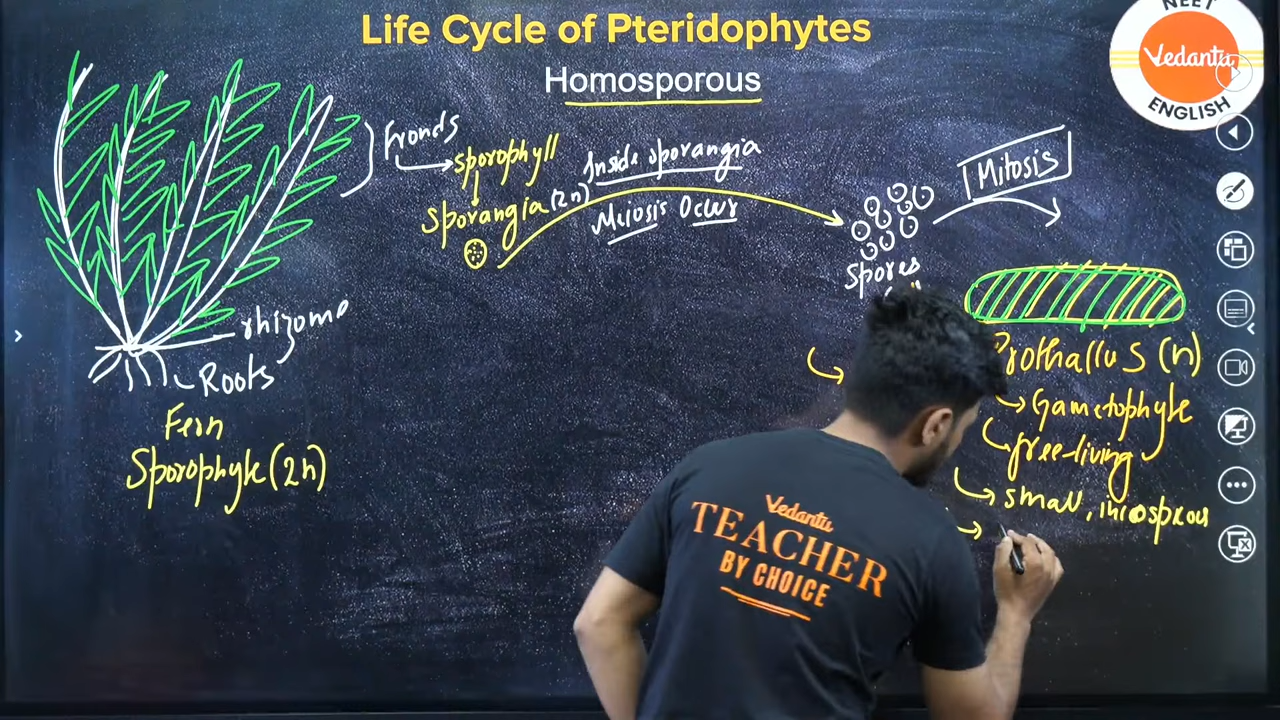 Life Cycle of Pteridophytes
Homosporous
NEET
Vedantu
ENGLISH
Fronds
Sporophyll
Sporangia (2n)
Inside sporangia
Meiosis Occur
Spores
Mitosis
rhizome
Roots
Fern
Sporophyte (2n)
Prothallus (n)
Gametophyte
free-living
small,
Vedantu
TEACHER
BY CHOICE